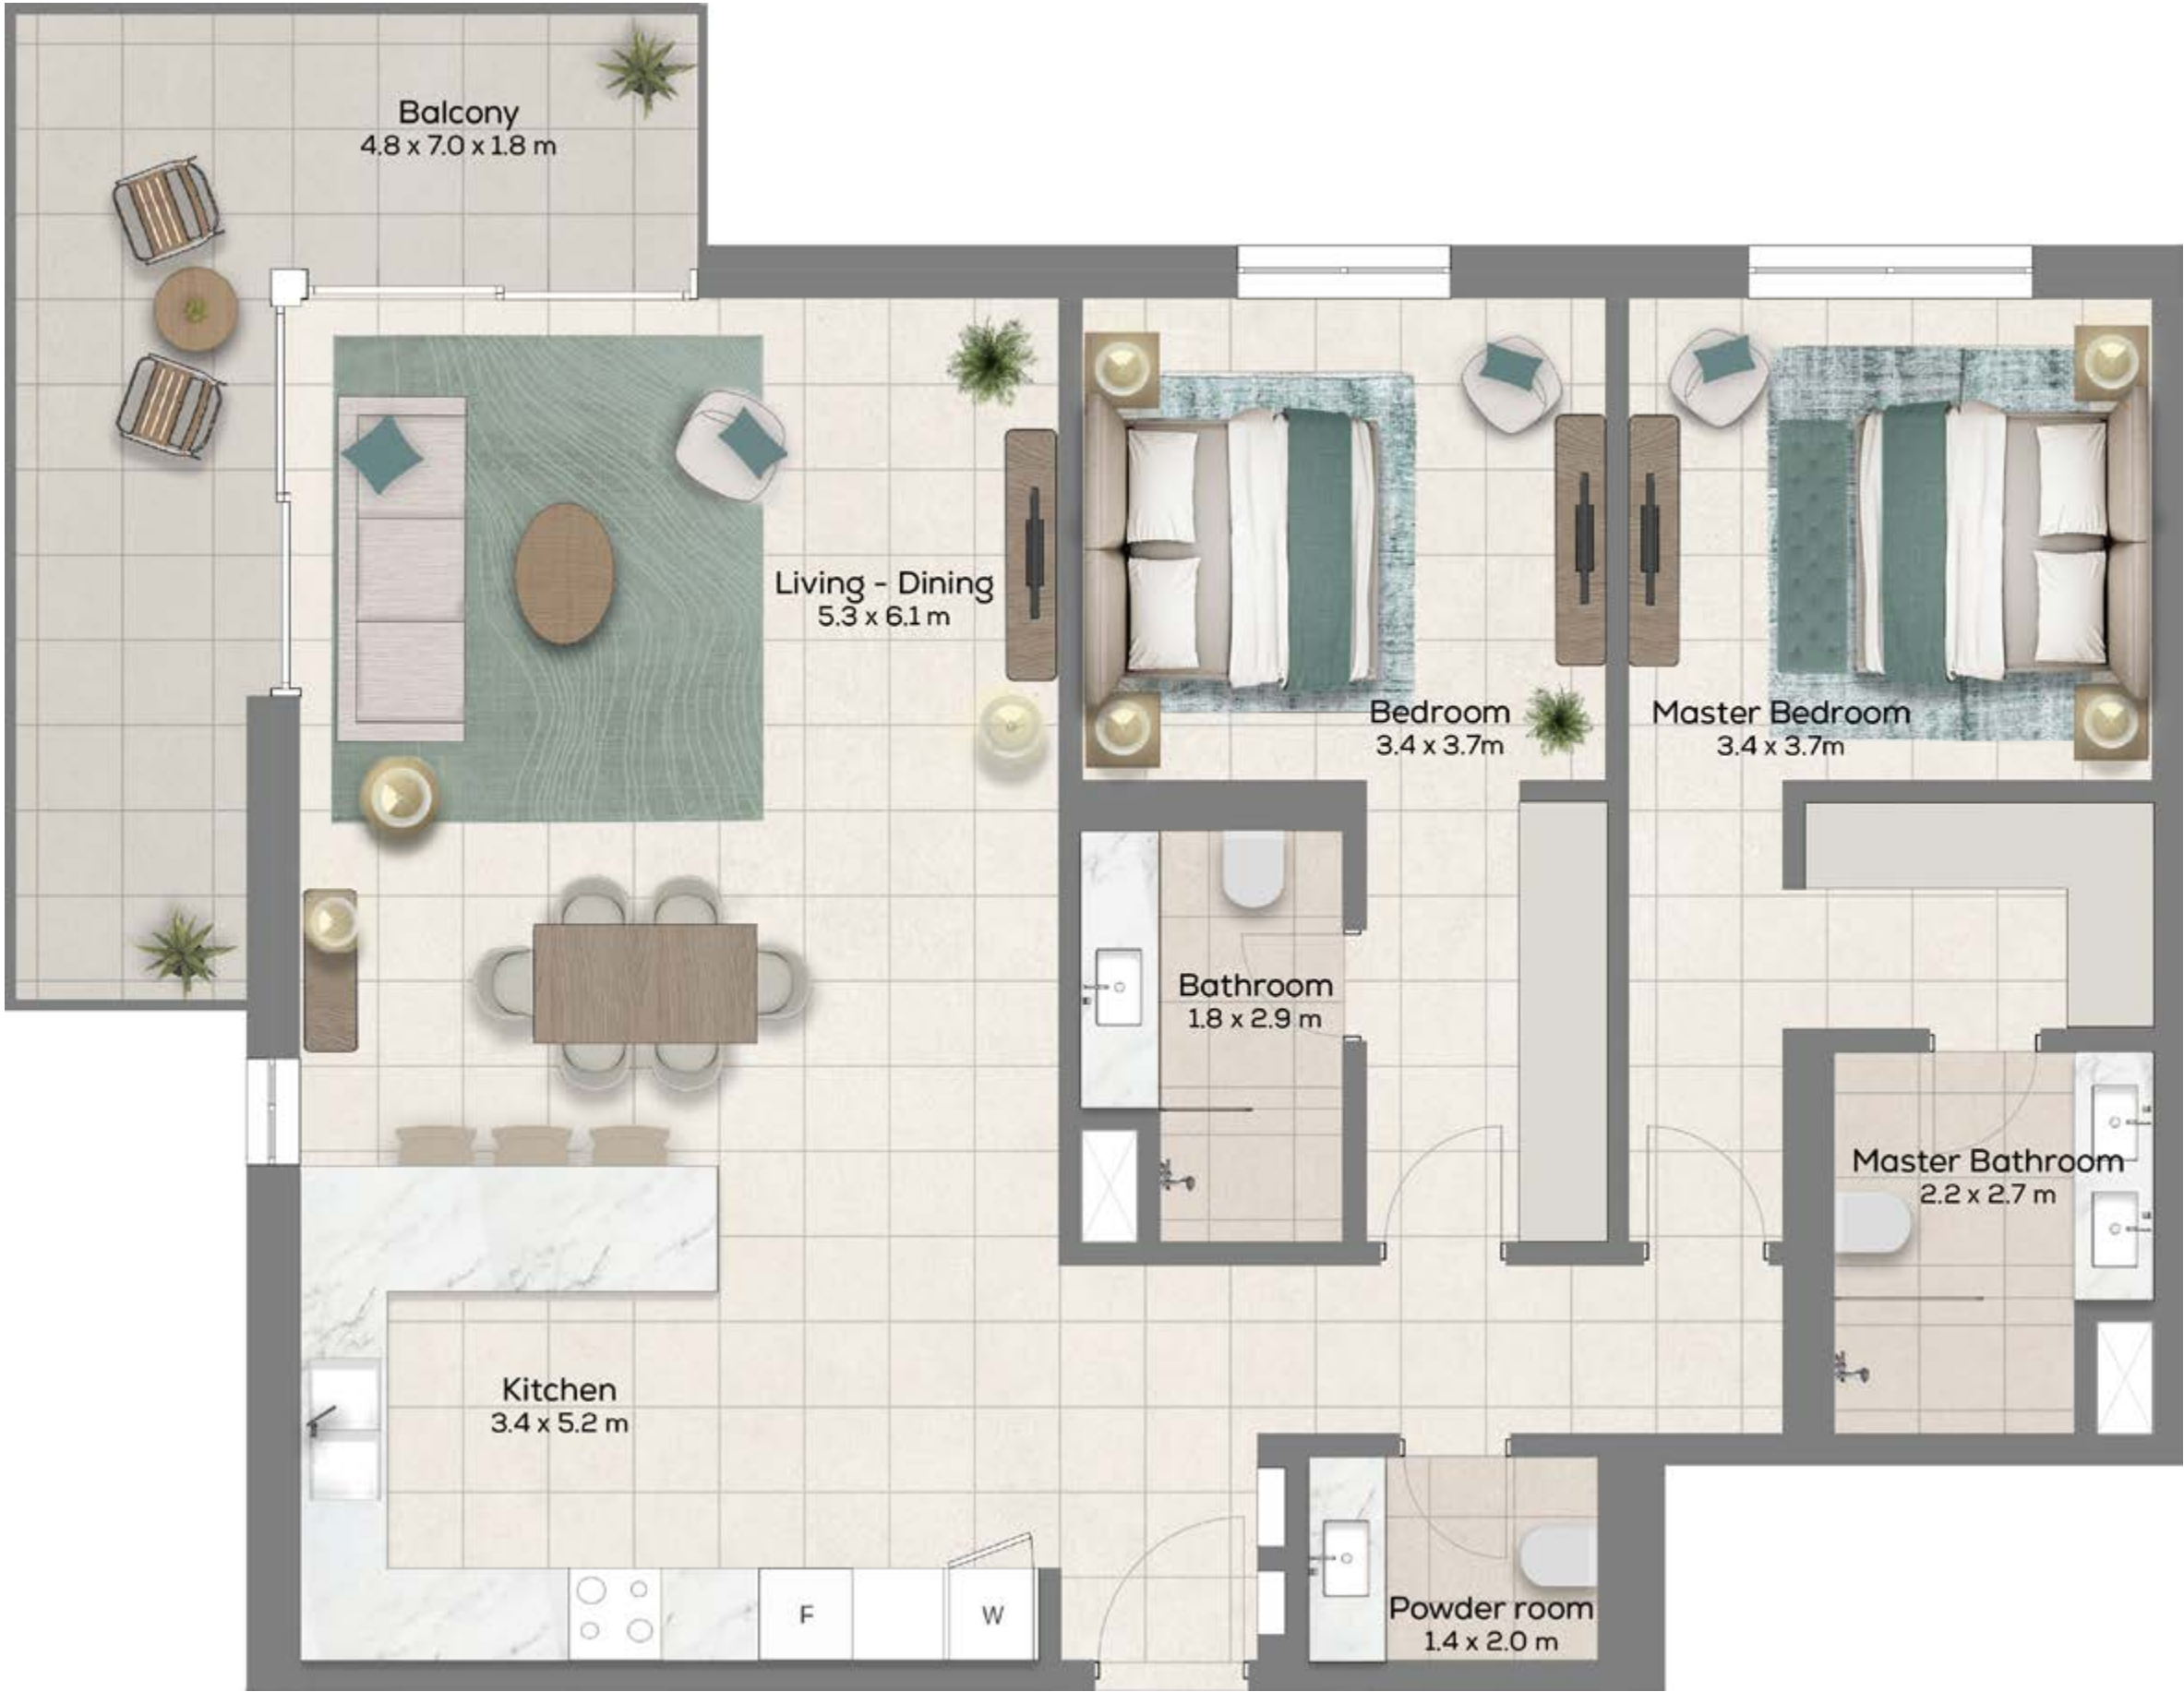 Balcony
4.8 x 7.0 x 1.8 m
Living - Dining
5.3 x 6.1 m
Bedroom
3.4 x 3.7m
Master Bedroom
3.4 x 3.7m
Bathroom
1.8 x 2.9 m
Master Bathroom
2.2 x 2.7 m
Kitchen
3.4 x 5.2 m
F
W
Powder room
1.4 x 2.0 m